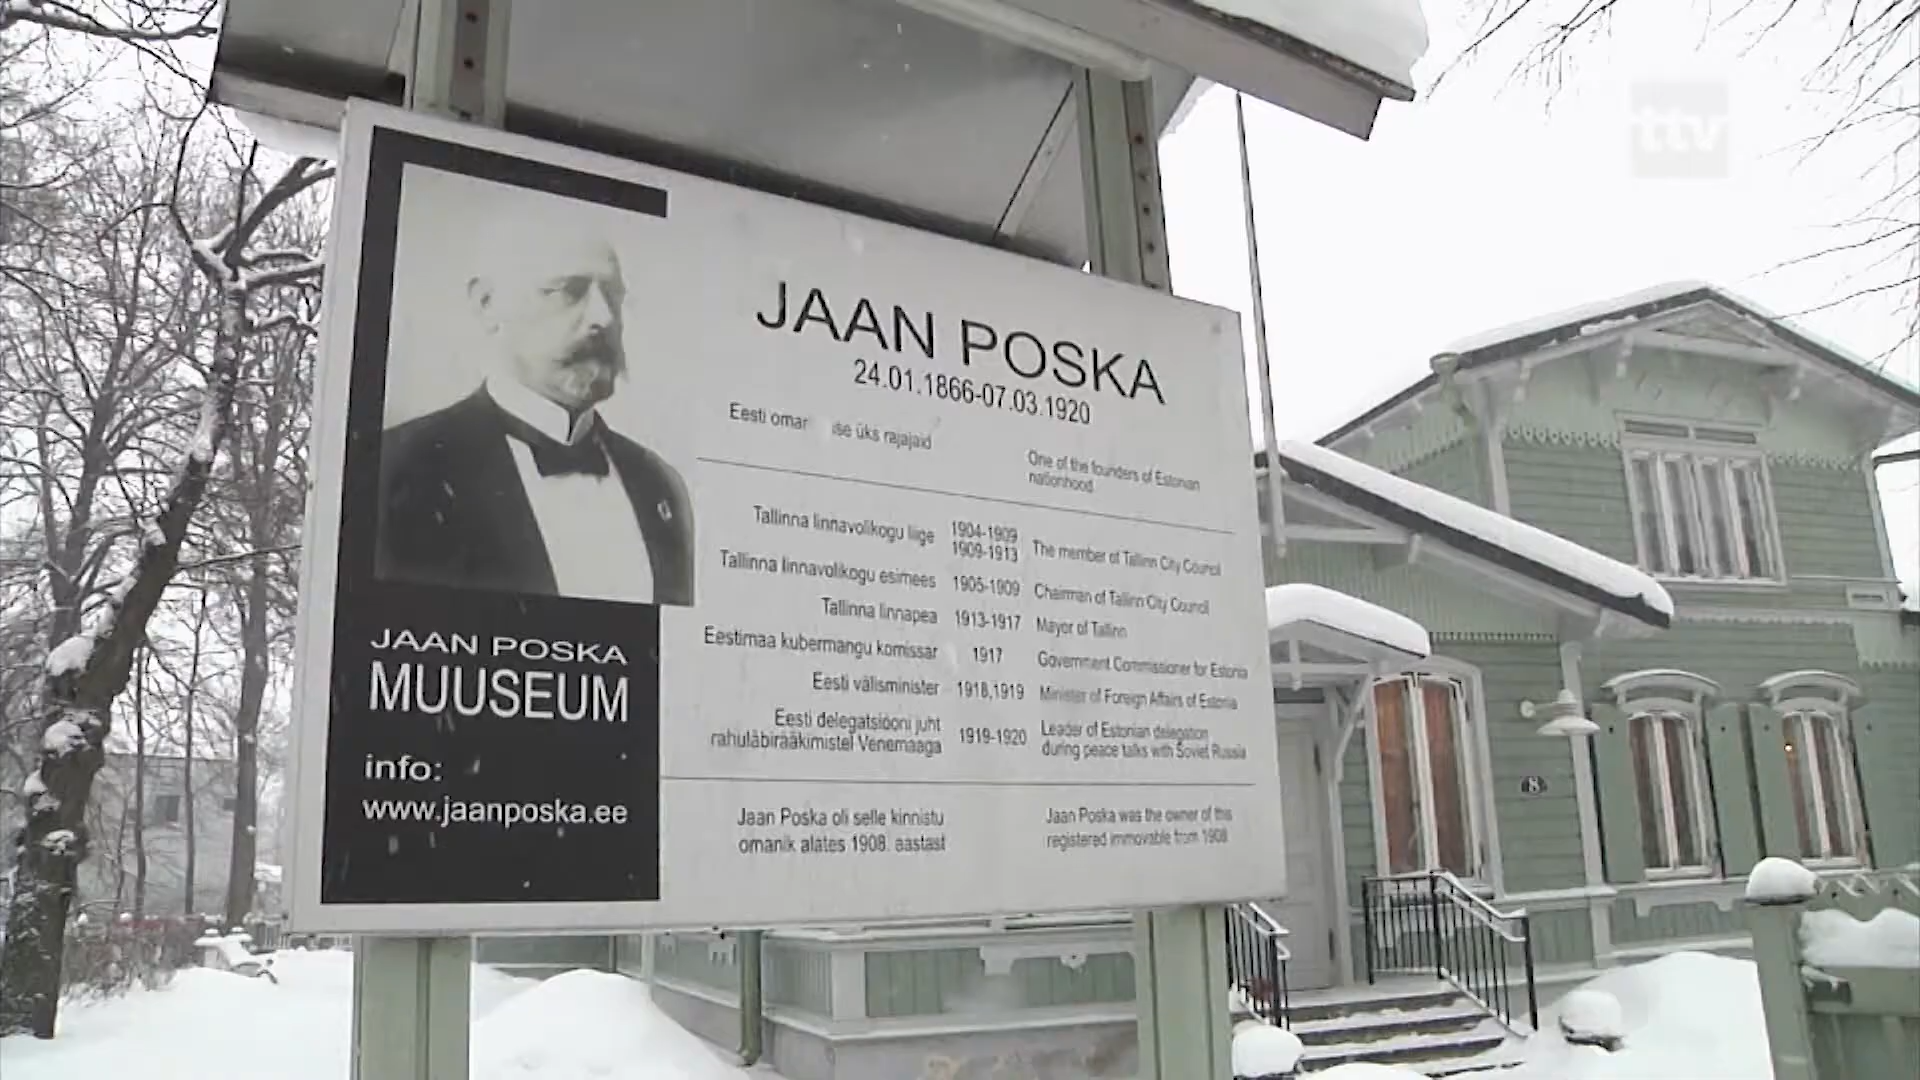 ttv
JAAN POSKA
24.01.1866-07.03.1920
Eesti omar ise üks rajajaid
One of the founders of Estonian
nationhood
Tallinna linnavolikogu liige 1904-1909
1909-1913 The member of Tallinn City Council
Tallinna linnavolikogu esimees 1905-1909 Chairman of Tallinn City Council
Tallinna linnapea 1913-1917 Mayor of Tallinn
Eestimaa kubermangu komissar 1917 Government Commissioner for Estonia
Eesti välisminister 1918,1919 Minister of Foreign Affairs of Estonia
Eesti delegatsiooni juht
rahuläbirääkimistel Venemaaga 1919-1920 Leader of Estonian delegation
during peace talks with Soviet Russia
Jaan Poska oli selle kinnistu
omanik alates 1908. aastast
Jaan Poska was the owner of this
registered immovable from 1908
JAAN POSKA
MUUSEUM
info:
www.jaanposka.ee
8